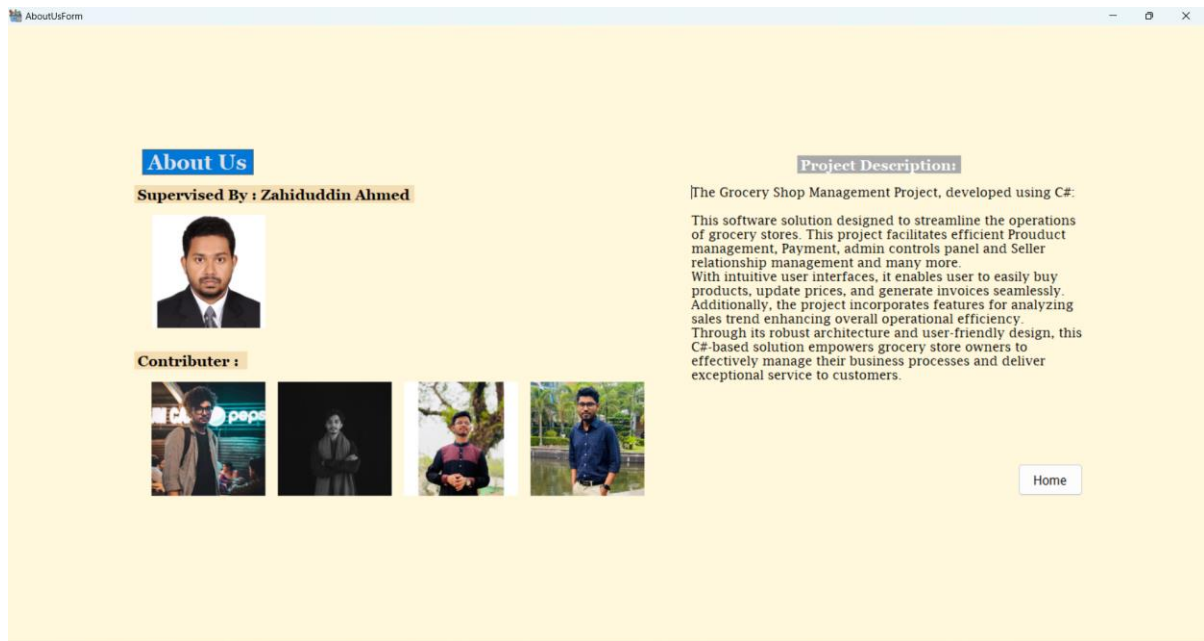 AboutUsForm
About Us
Supervised By : Zahiduddin Ahmed
Contributer :
peps
Project Description:
The Grocery Shop Management Project, developed using C#:
This software solution designed to streamline the operations
of grocery stores. This project facilitates efficient Prouduct
management, Payment, admin controls panel and Seller
relationship management and many more.
With intuitive user interfaces, it enables user to easily buy
products, update prices, and generate invoices seamlessly.
Additionally, the project incorporates features for analyzing
sales trend enhancing overall operational efficiency.
Through its robust architecture and user-friendly design, this
C#-based solution empowers grocery store owners to
effectively manage their business processes and deliver
exceptional service to customers.
Home